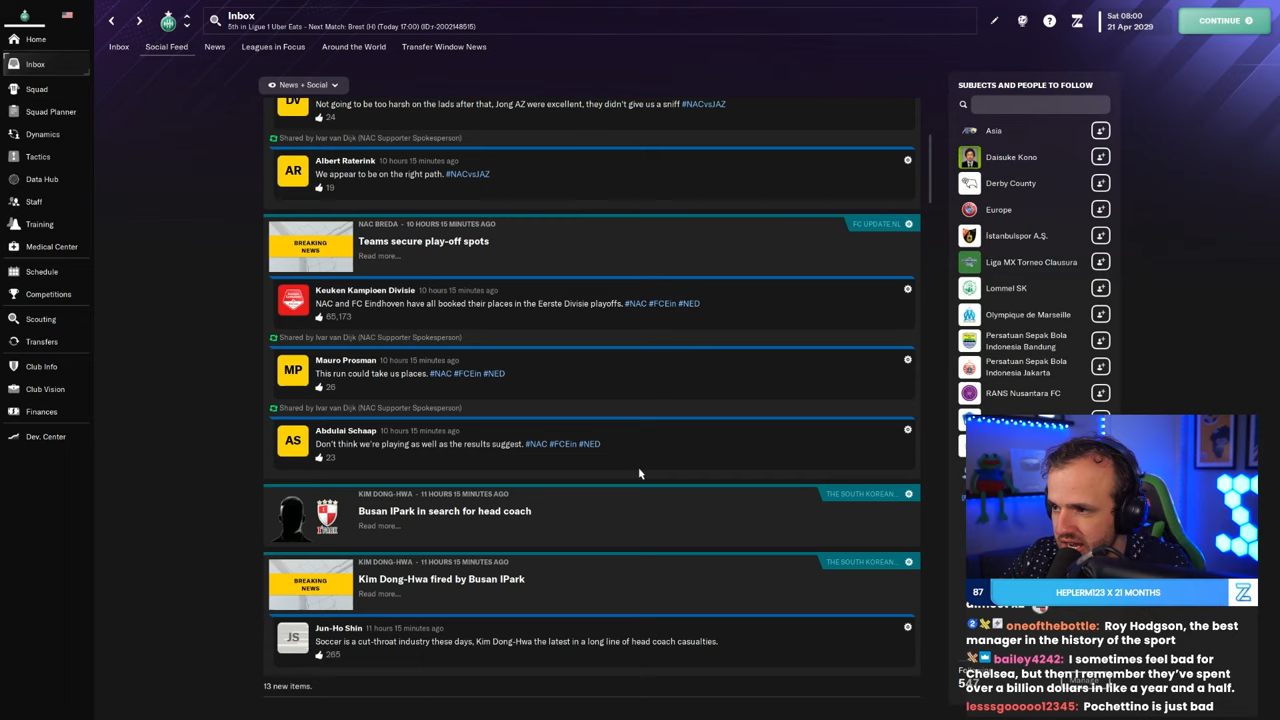 Inbox
5th in Ligue 1 Uber Eats - Next Match: Brest (H) (Today 17:00) (ID:r-2002148515)
Sat 08:00
21 Apr 2029
CONTINUE
Home
Inbox
Squad
Squad Planner
Dynamics
Tactics
Data Hub
Staff
Training
Medical Center
Schedule
Competitions
Scouting
Transfers
Club Info
Club Vision
Finances
Dev. Center
Inbox
Social Feed
News
Leagues in Focus
Around the World
Transfer Window News
News + Social
DV
Not going to be too harsh on the lads after that, Jong AZ were excellent, they didn't give us a sniff #NACvsJAZ
24
Shared by Ivar van Dijk (NAC Supporter Spokesperson)
AR
Albert Raterink 10 hours 15 minutes ago
We appear to be on the right path. #NACvsJAZ
19
NAC BREDA - 10 HOURS 15 MINUTES AGO
FC UPDATE.NL
BREAKING
NEWS
Teams secure play-off spots
Read more...
Keuken Kampioen Divisie 10 hours 15 minutes ago
NAC and FC Eindhoven have all booked their places in the Eerste Divisie playoffs. #NAC #FCEin #NED
65,173
Shared by Ivar van Dijk (NAC Supporter Spokesperson)
MP
Mauro Prosman 10 hours 15 minutes ago
This run could take us places. #NAC #FCEin #NED
26
Shared by Ivar van Dijk (NAC Supporter Spokesperson)
AS
Abdulai Schaap 10 hours 15 minutes ago
Don't think we're playing as well as the results suggest. #NAC #FCEin #NED
23
KIM DONG-HWA - 11 HOURS 15 MINUTES AGO
THE SOUTH KOREAN...
Busan IPark in search for head coach
Read more...
KIM DONG-HWA - 11 HOURS 15 MINUTES AGO
THE SOUTH KOREAN...
BREAKING
NEWS
Kim Dong-Hwa fired by Busan IPark
Read more...
JS
Jun-Ho Shin 11 hours 15 minutes ago
Soccer is a cut-throat industry these days, Kim Dong-Hwa the latest in a long line of head coach casualties.
265
13 new items.
SUBJECTS AND PEOPLE TO FOLLOW
Asia
Daisuke Kono
Derby County
Europe
İstanbulspor A.Ş.
Liga MX Torneo Clausura
Lommel SK
Olympique de Marseille
Persatuan Sepak Bola
Indonesia Bandung
Persatuan Sepak Bola
Indonesia Jakarta
RANS Nusantara FC
87
HEPLERM123 X 21 MONTHS
oneofthebottle: Roy Hodgson, the best
manager in the history of the
sport
bailey4242: I sometimes feel bad for
Chelsea, but then I remember they've spent
over a billion dollars in like a year and a half.
547
Manage
lesssgooooo12345: Pochettino is just bad